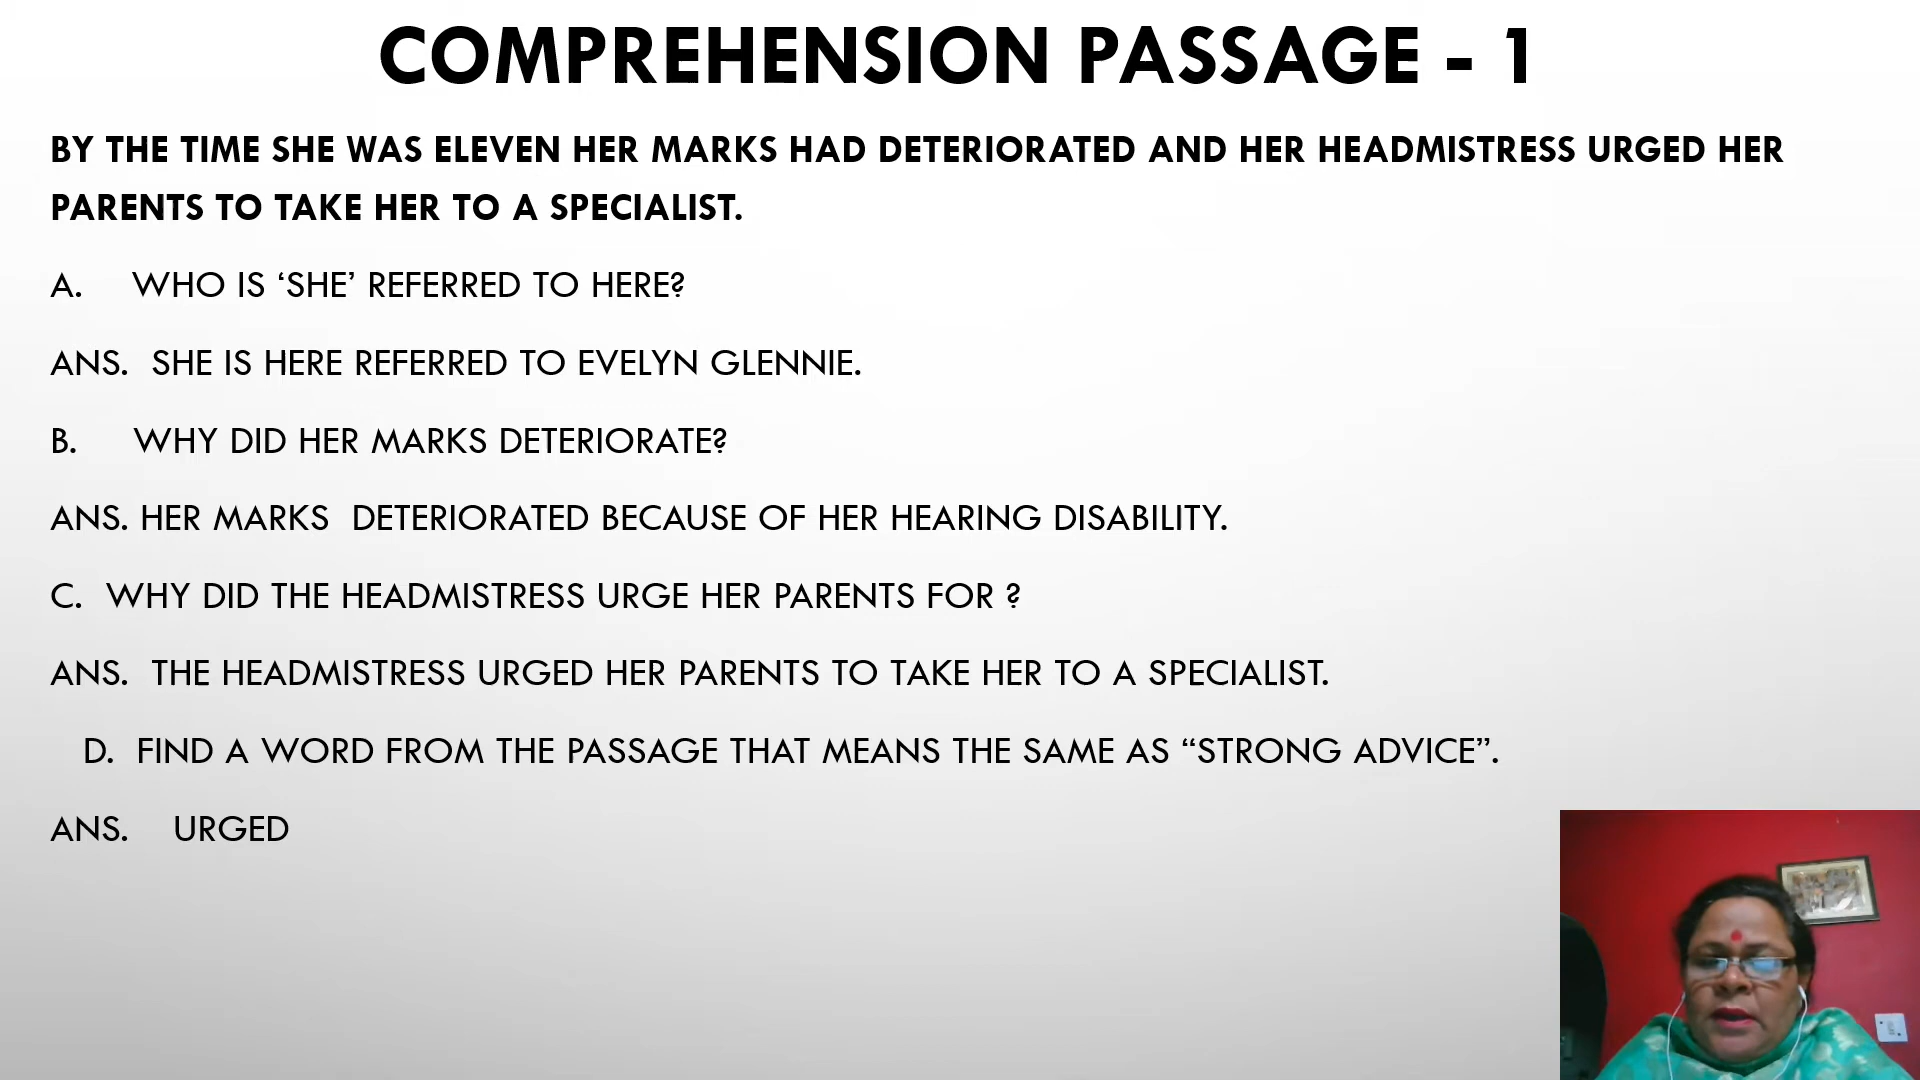 COMPREHENSION PASSAGE - 1
BY THE TIME SHE WAS ELEVEN HER MARKS HAD DETERIORATED AND HER HEADMISTRESS URGED HER
PARENTS TO TAKE HER TO A SPECIALIST.
A. WHO IS ‘SHE’ REFERRED TO HERE?
ANS. SHE IS HERE REFERRED TO EVELYN GLENNIE.
B. WHY DID HER MARKS DETERIORATE?
ANS. HER MARKS DETERIORATED BECAUSE OF HER HEARING DISABILITY.
C. WHY DID THE HEADMISTRESS URGE HER PARENTS FOR ?
ANS. THE HEADMISTRESS URGED HER PARENTS TO TAKE HER TO A SPECIALIST.
D. FIND A WORD FROM THE PASSAGE THAT MEANS THE SAME AS “STRONG ADVICE”.
ANS. URGED